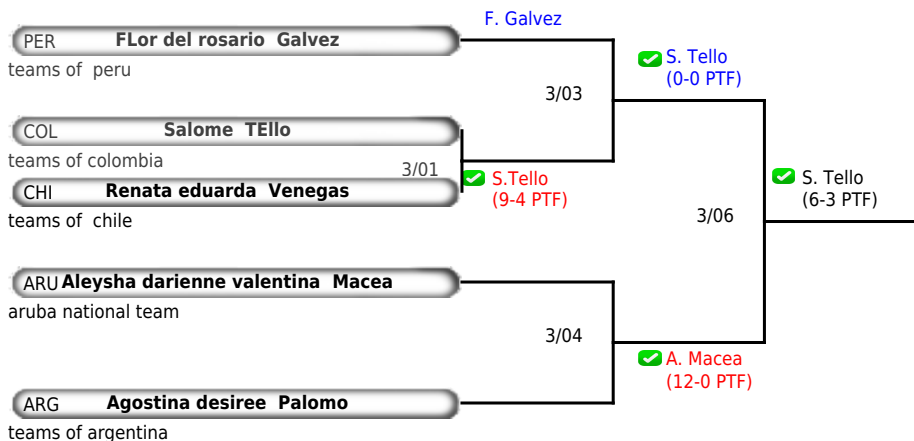 F. Galvez
PER FLor del rosario Galvez
teams of peru
S. Tello
(0-0 PTF)
3/03
COL Salome TEllo
teams of colombia
3/01
S.Tello
(9-4 PTF)
CHI Renata eduarda Venegas
teams of chile
S. Tello
(6-3 PTF)
3/06
ARU Aleysha darienne valentina Macea
aruba national team
3/04
A. Macea
(12-0 PTF)
ARG Agostina desiree Palomo
teams of argentina